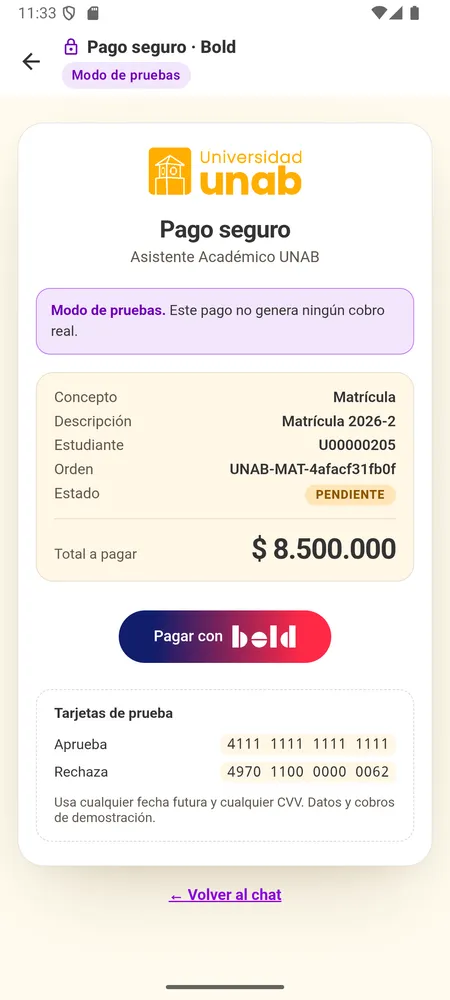 11:33
Pago seguro · Bold
Modo de pruebas
Universidad
unab
Pago seguro
Asistente Académico UNAB
Modo de pruebas. Este pago no genera ningún cobro
real.
Concepto Matrícula
Descripción Matrícula 2026-2
Estudiante U00000205
Orden UNAB-MAT-4afacf31fb0f
Estado PENDIENTE
Total a pagar $ 8.500.000
Pagar con bold
Tarjetas de prueba
Aprueba 4111 1111 1111 1111
Rechaza 4970 1100 0000 0062
Usa cualquier fecha futura y cualquier CVV. Datos y cobros
de demostración.
← Volver al chat